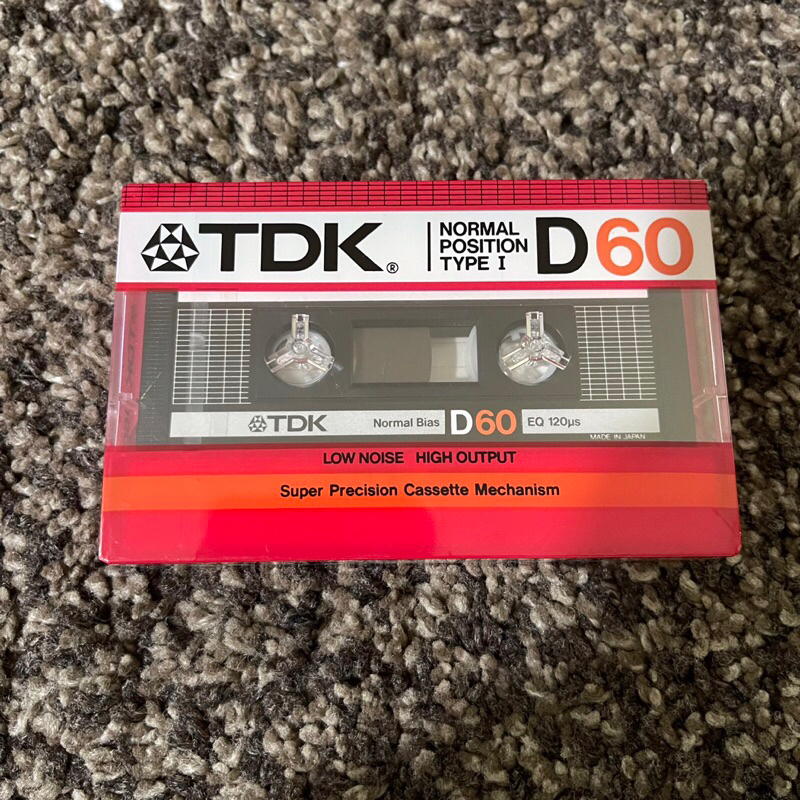 TDK®
NORMAL
POSITION
TYPE I
D60
TDK Normal Bias D60 EQ 120µs
MADE IN JAPAN
LOW NOISE HIGH OUTPUT
Super Precision Cassette Mechanism